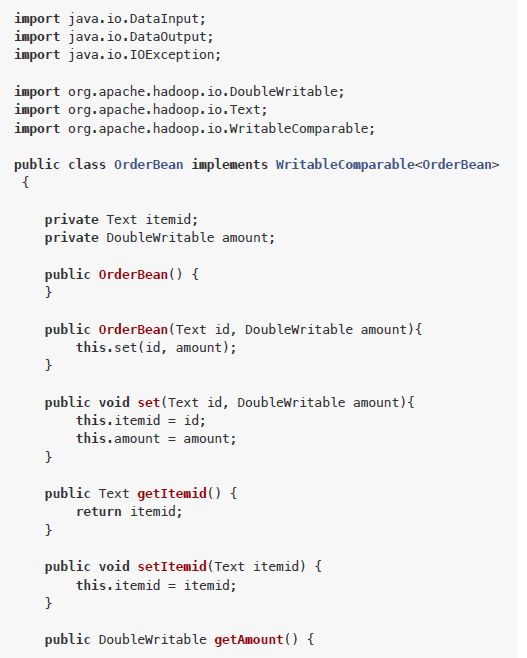 import java.io.DataInput;
import java.io.DataOutput;
import java.io.IOException;

import org.apache.hadoop.io.DoubleWritable;
import org.apache.hadoop.io.Text;
import org.apache.hadoop.io.WritableComparable;

public class OrderBean implements WritableComparable<OrderBean>
 {

    private Text itemid;
    private DoubleWritable amount;

    public OrderBean() {
    }

    public OrderBean(Text id, DoubleWritable amount){
        this.set(id, amount);
    }

    public void set(Text id, DoubleWritable amount){
        this.itemid = id;
        this.amount = amount;
    }

    public Text getItemid() {
        return itemid;
    }

    public void setItemid(Text itemid) {
        this.itemid = itemid;
    }

    public DoubleWritable getAmount() {